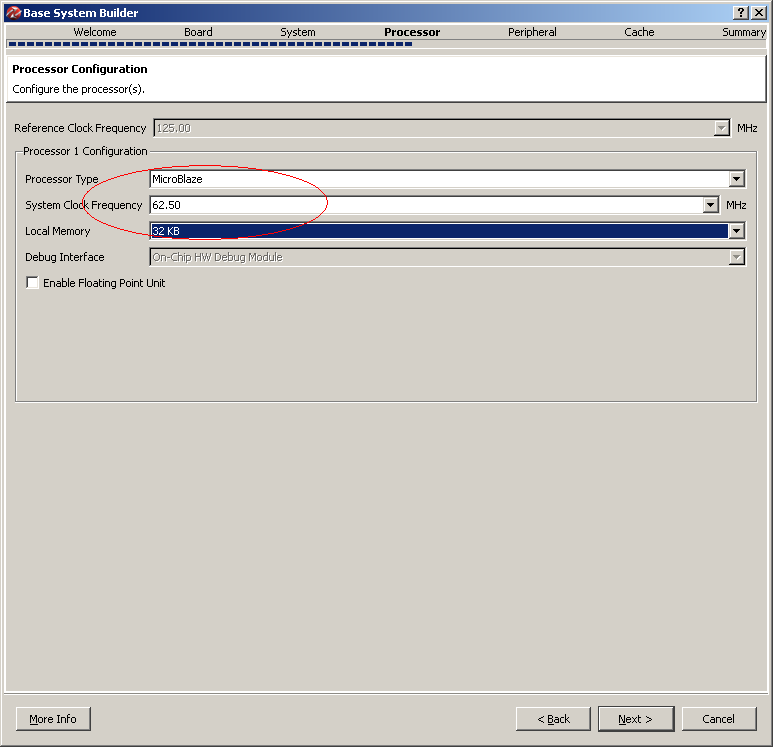 Base System Builder
Welcome Board System Processor Peripheral Cache Summary
Processor Configuration
Configure the processor(s).
Reference Clock Frequency 125.00 MHz
Processor 1 Configuration
Processor Type MicroBlaze
System Clock Frequency 62.50 MHz
Local Memory 32 KB
Debug Interface On-Chip HW Debug Module
Enable Floating Point Unit
More Info < Back Next > Cancel